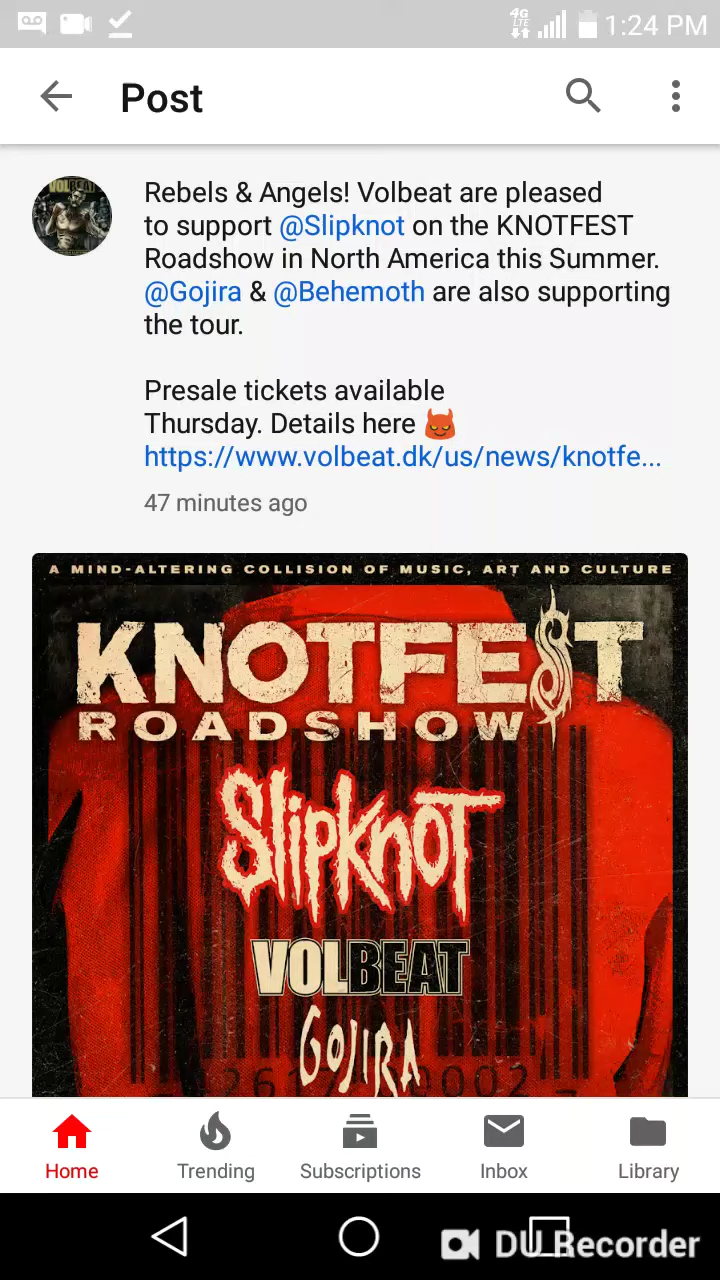 4G
LTE
1:24 PM
Post
VOLBEAT
Rebels & Angels! Volbeat are pleased
to support @Slipknot on the KNOTFEST
Roadshow in North America this Summer.
@Gojira & @Behemoth are also supporting
the tour.
Presale tickets available
Thursday. Details here 👿
https://www.volbeat.dk/us/news/knotfe...
47 minutes ago
A MIND-ALTERING COLLISION OF MUSIC, ART AND CULTURE
KNOTFEST
ROADSHOW
SLIPKNOT
VOLBEAT
GOJIRA
Home
Trending
Subscriptions
Inbox
Library
DU Recorder